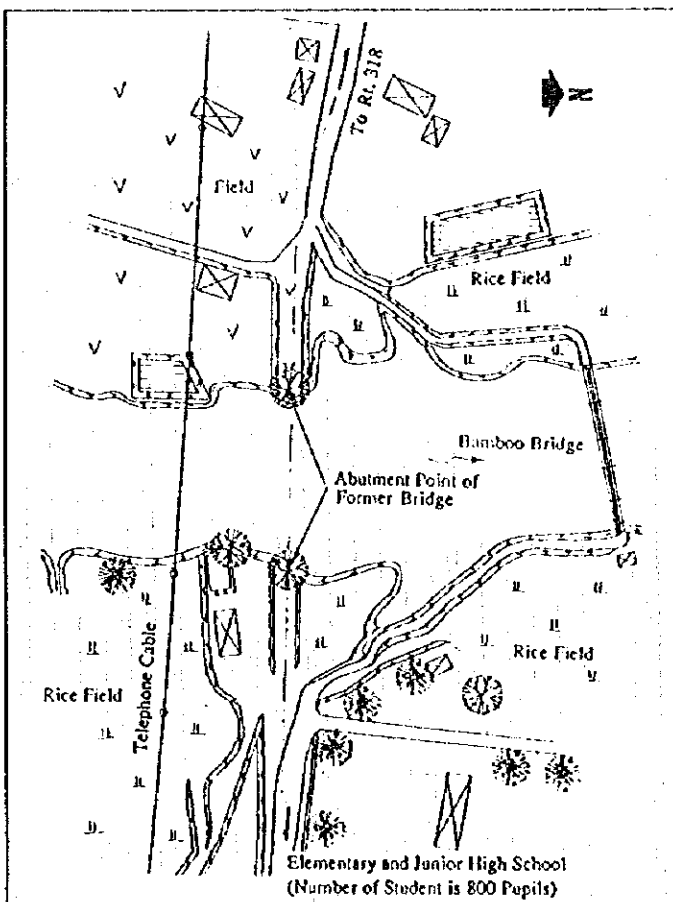 To Rt. 318
N
Field
Rice Field
Bamboo Bridge
Abutment Point of
Former Bridge
Telephone Cable
Rice Field
Rice Field
Elementary and Junior High School
(Number of Student is 800 Pupils)